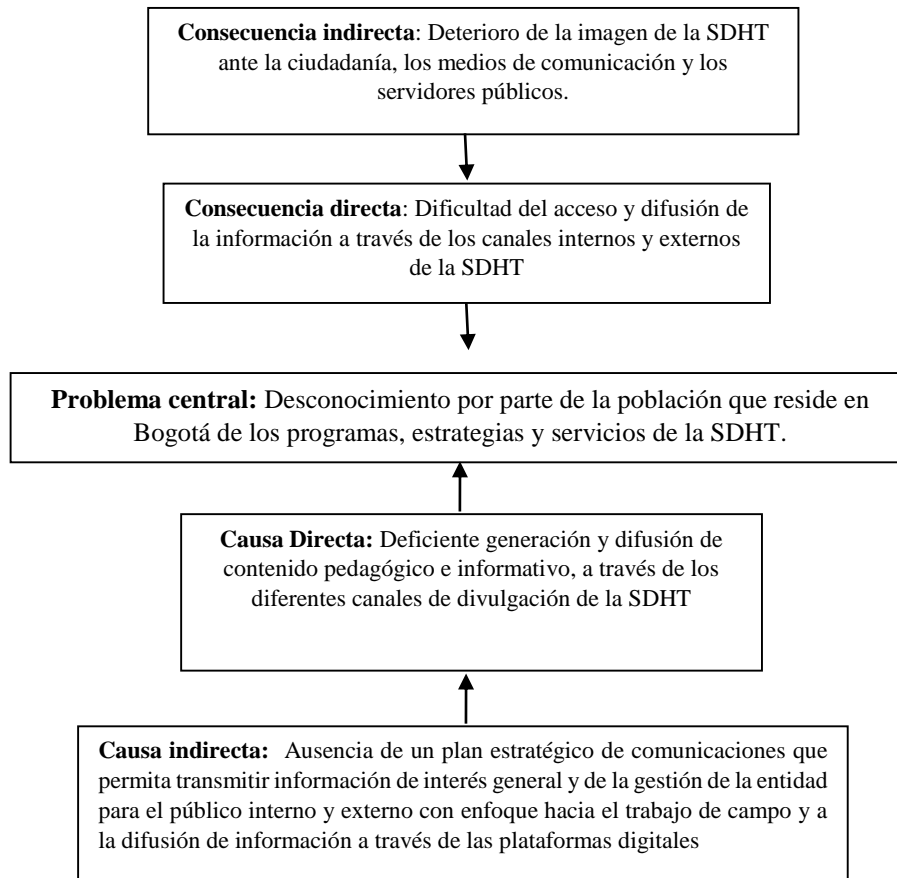 Consecuencia indirecta: Deterioro de la imagen de la SDHT
ante la ciudadanía, los medios de comunicación y los
servidores públicos.
Consecuencia directa: Dificultad del acceso y difusión de
la información a través de los canales internos y externos
de la SDHT
Problema central: Desconocimiento por parte de la población que reside en
Bogotá de los programas, estrategias y servicios de la SDHT.
Causa Directa: Deficiente generación y difusión de
contenido pedagógico e informativo, a través de los
diferentes canales de divulgación de la SDHT
Causa indirecta: Ausencia de un plan estratégico de comunicaciones que
permita transmitir información de interés general y de la gestión de la entidad
para el público interno y externo con enfoque hacia el trabajo de campo y a
la difusión de información a través de las plataformas digitales